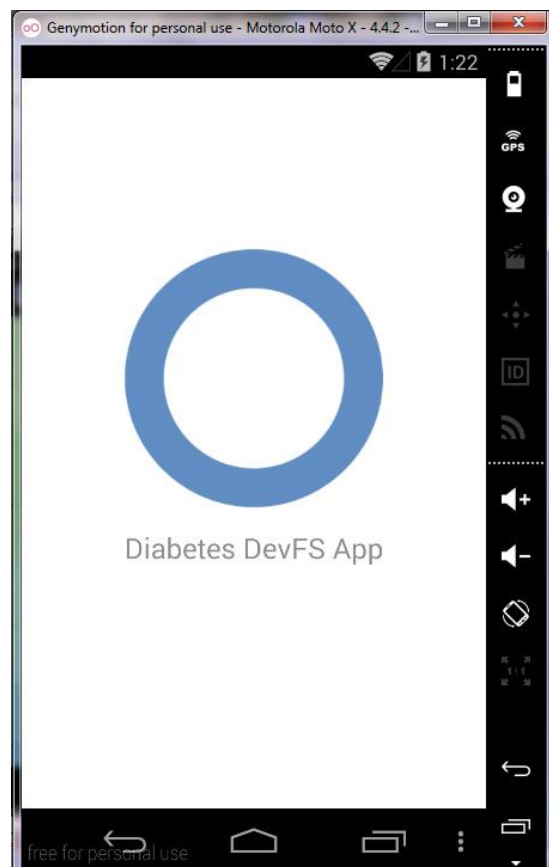 Genymotion for personal use - Motorola Moto X - 4.4.2 -...
1:22
GPS
ID
1:1
Diabetes DevFS App
free for personal use